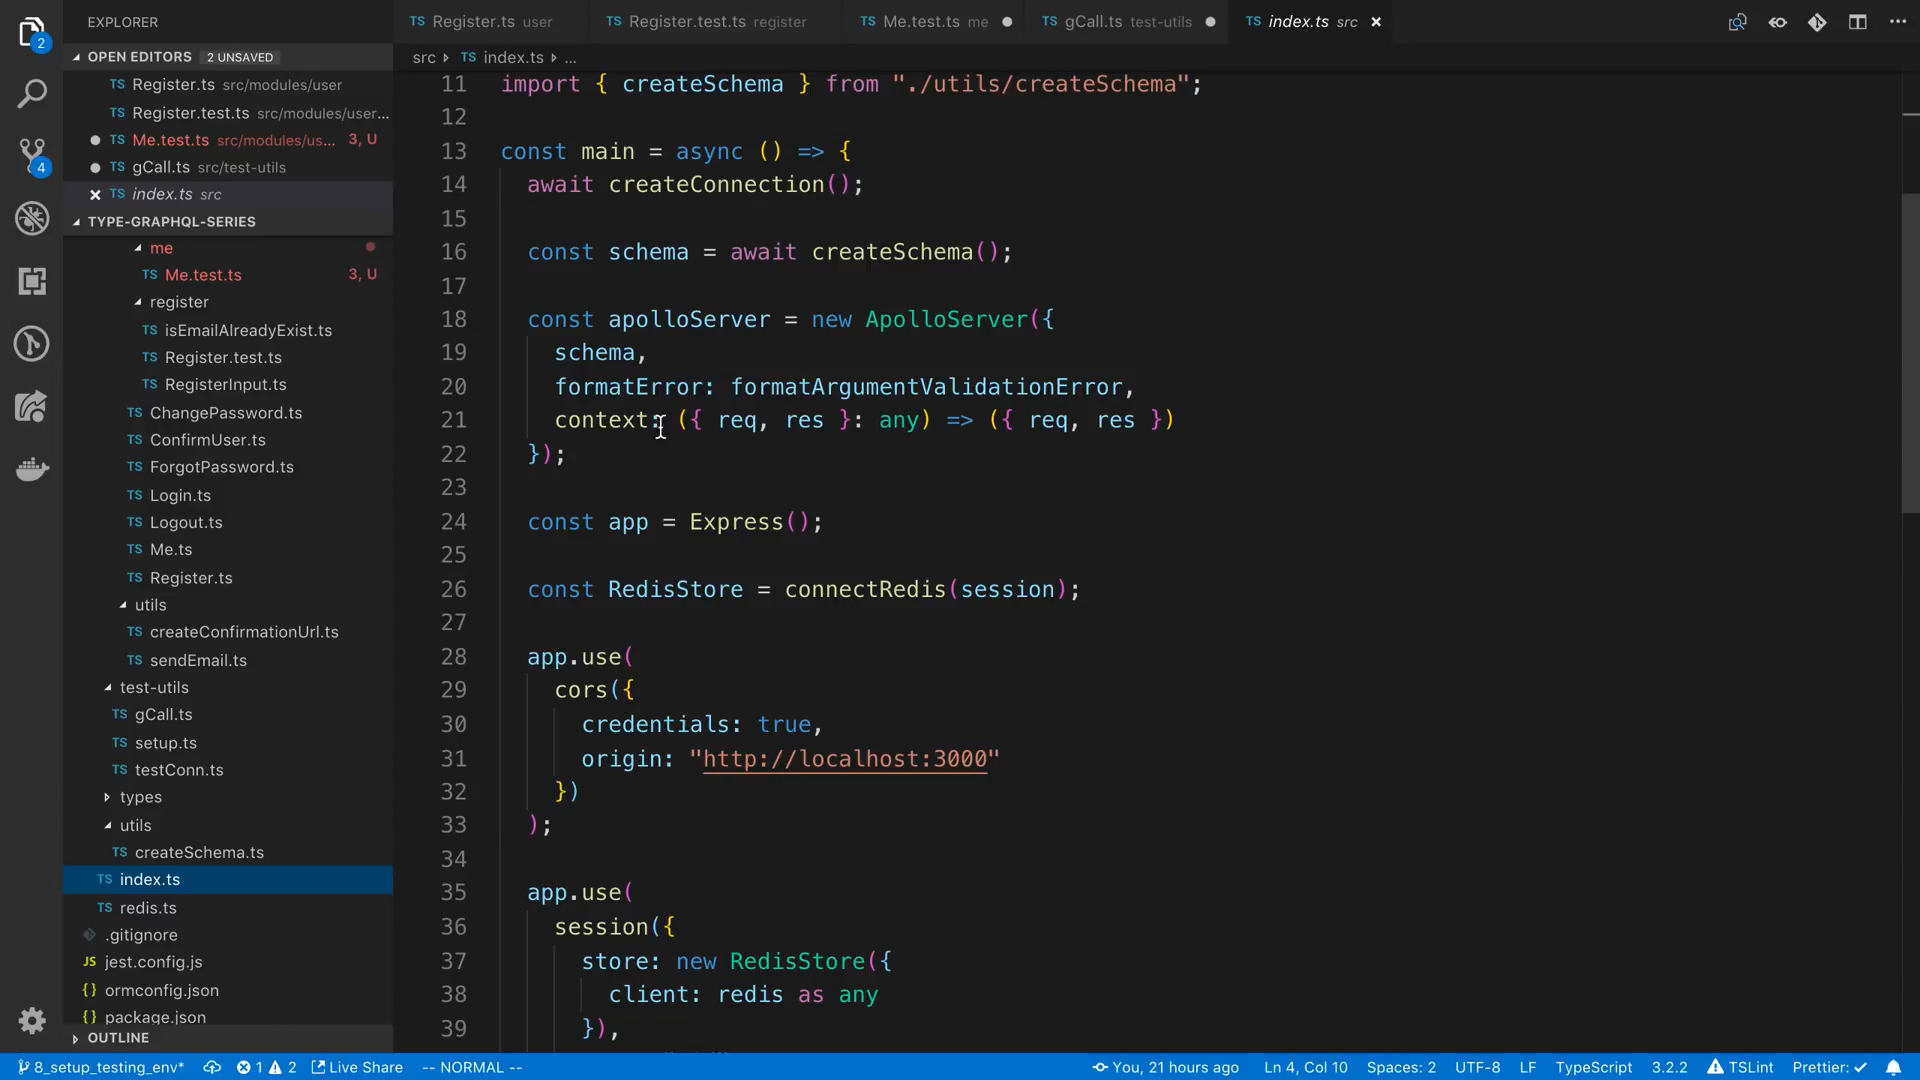 EXPLORER
OPEN EDITORS 2 UNSAVED
TS Register.ts src/modules/user
TS Register.test.ts src/modules/user...
TS Me.test.ts src/modules/us... 3, U
TS gCall.ts src/test-utils
TS index.ts src
TYPE-GRAPHQL-SERIES
me
TS Me.test.ts 3, U
register
TS isEmailAlreadyExist.ts
TS Register.test.ts
TS RegisterInput.ts
TS ChangePassword.ts
TS ConfirmUser.ts
TS ForgotPassword.ts
TS Login.ts
TS Logout.ts
TS Me.ts
TS Register.ts
utils
TS createConfirmationUrl.ts
TS sendEmail.ts
test-utils
TS gCall.ts
TS setup.ts
TS testConn.ts
types
utils
TS createSchema.ts
TS index.ts
TS redis.ts
.gitignore
JS jest.config.js
{} ormconfig.json
{} package.json
OUTLINE
2
4
TS Register.ts user TS Register.test.ts register TS Me.test.ts me TS gCall.ts test-utils TS index.ts src
src TS index.ts ...
11 import { createSchema } from "./utils/createSchema";
12
13 const main = async () => {
14 await createConnection();
15
16 const schema = await createSchema();
17
18 const apolloServer = new ApolloServer({
19 schema,
20 formatError: formatArgumentValidationError,
21 context: ({ req, res }: any) => ({ req, res })
22 });
23
24 const app = Express();
25
26 const RedisStore = connectRedis(session);
27
28 app.use(
29 cors({
30 credentials: true,
31 origin: "http://localhost:3000"
32 })
33 );
34
35 app.use(
36 session({
37 store: new RedisStore({
38 client: redis as any
39 }),
8_setup_testing_env* 1 2 Live Share -- NORMAL -- You, 21 hours ago Ln 4, Col 10 Spaces: 2 UTF-8 LF TypeScript 3.2.2 TSLint Prettier: ✓